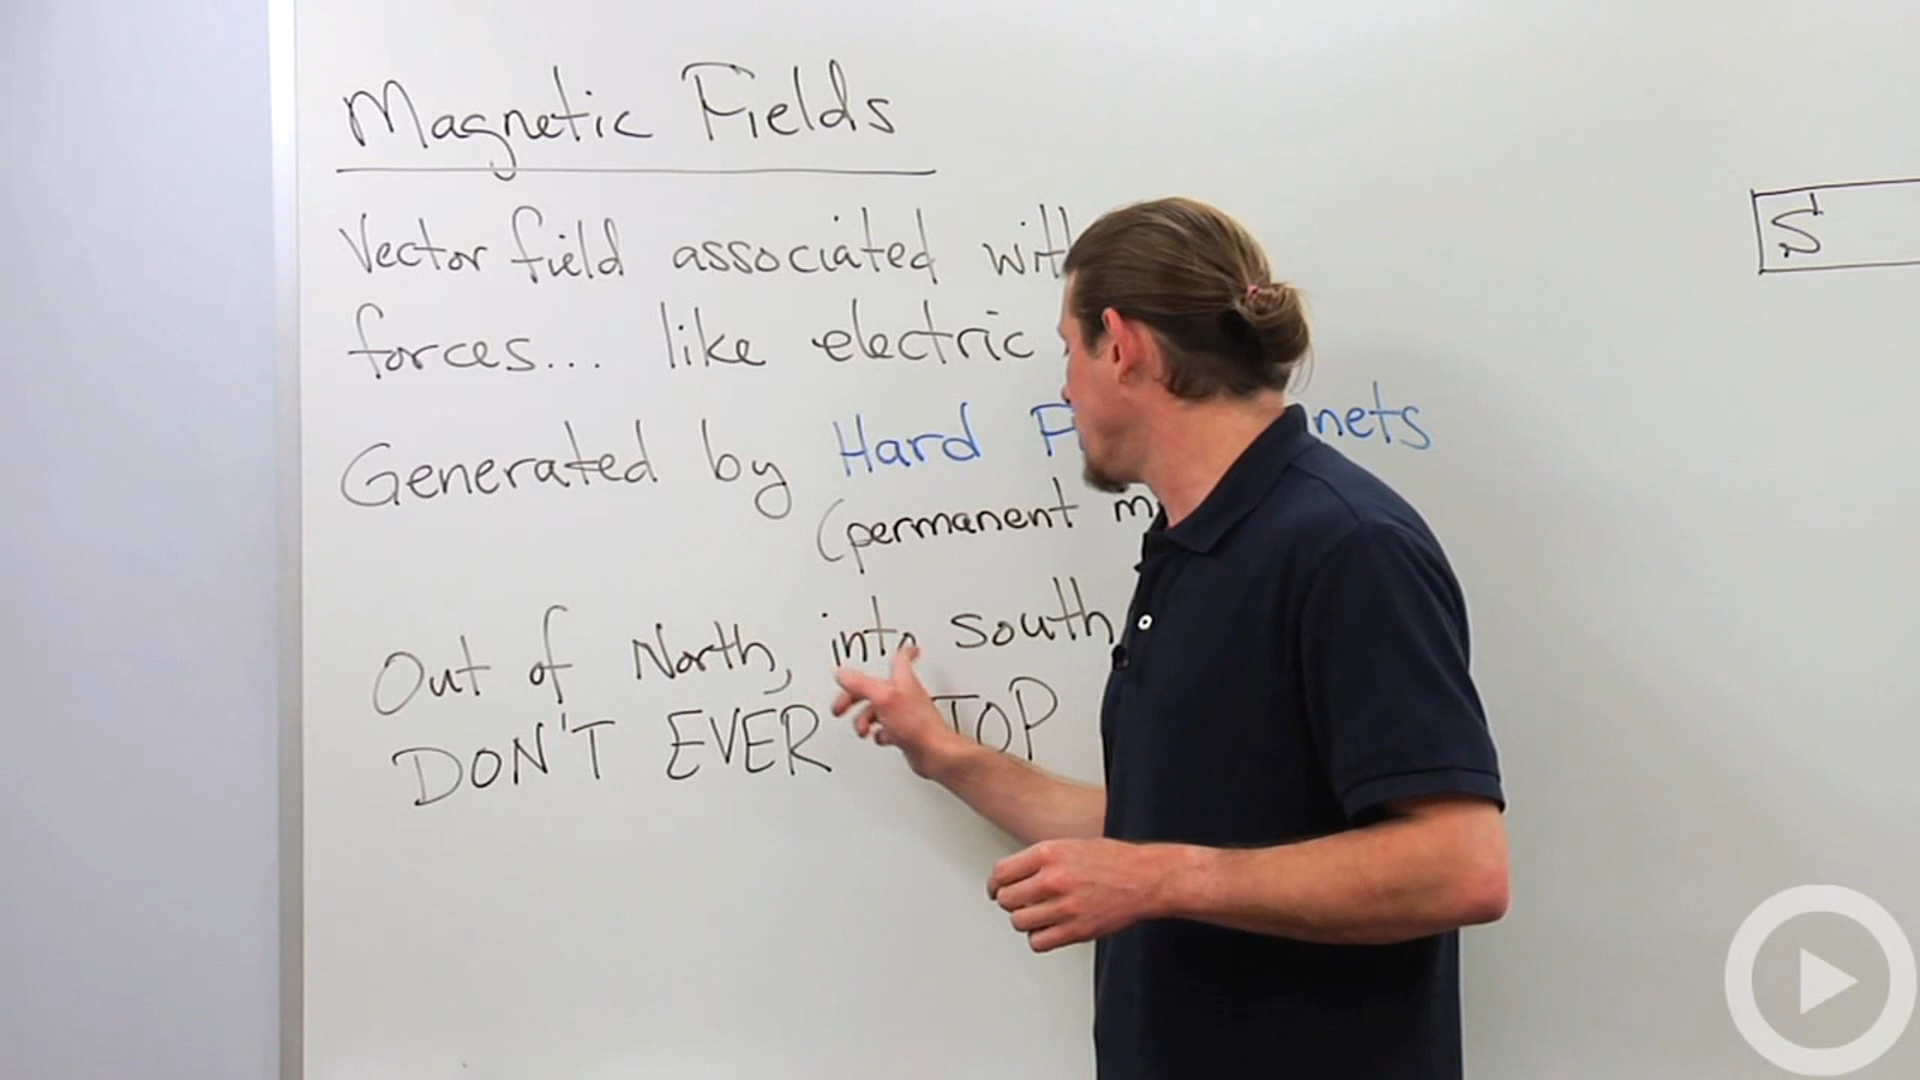 Magnetic Fields
Vector field associated with
forces... like electric
Generated by Hard F nets
(permanent m
Out of North, into south
DON'T EVER STOP
S